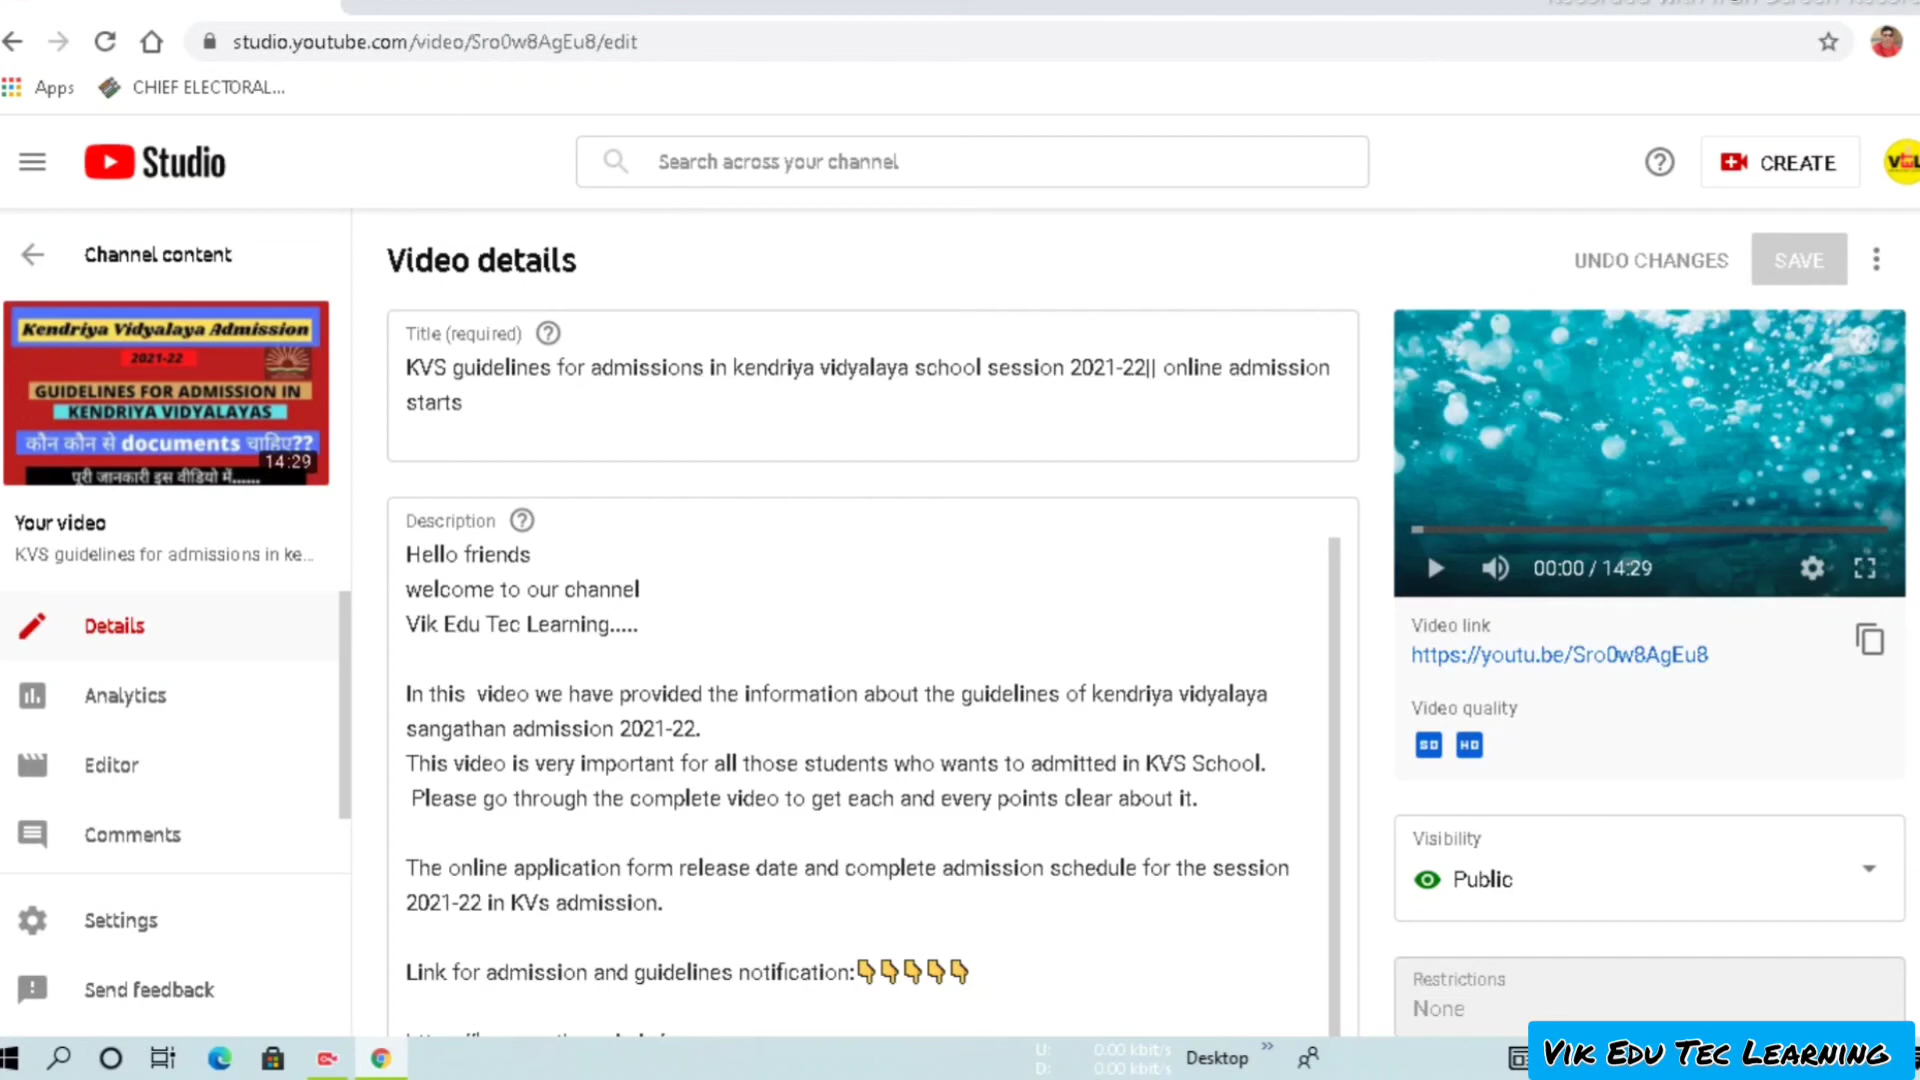 studio.youtube.com/video/Sro0w8AgEu8/edit
Apps
CHIEF ELECTORAL...
Studio
Search across your channel
CREATE
Channel content
Video details
UNDO CHANGES
SAVE
Kendriya Vidyalaya Admission
2021-22
GUIDELINES FOR ADMISSION IN
KENDRIYA VIDYALAYAS
कौन कौन से documents चाहिए??
14:29
पूरी जानकारी इस वीडियो में......
Your video
KVS guidelines for admissions in ke...
Details
Analytics
Editor
Comments
Settings
Send feedback
Title (required)
KVS guidelines for admissions in kendriya vidyalaya school session 2021-22|| online admission
starts
Description
Hello friends
welcome to our channel
Vik Edu Tec Learning.....
In this  video we have provided the information about the guidelines of kendriya vidyalaya
sangathan admission 2021-22.
This video is very important for all those students who wants to admitted in KVS School.
Please go through the complete video to get each and every points clear about it.
The online application form release date and complete admission schedule for the session
2021-22 in KVs admission.
Link for admission and guidelines notification:👇👇👇👇👇
00:00 / 14:29
Video link
https://youtu.be/Sro0w8AgEu8
Video quality
SD HD
Visibility
Public
Restrictions
None
U: 0.00 kbit/s
D: 0.00 kbit/s
Desktop
Vik Edu Tec Learning